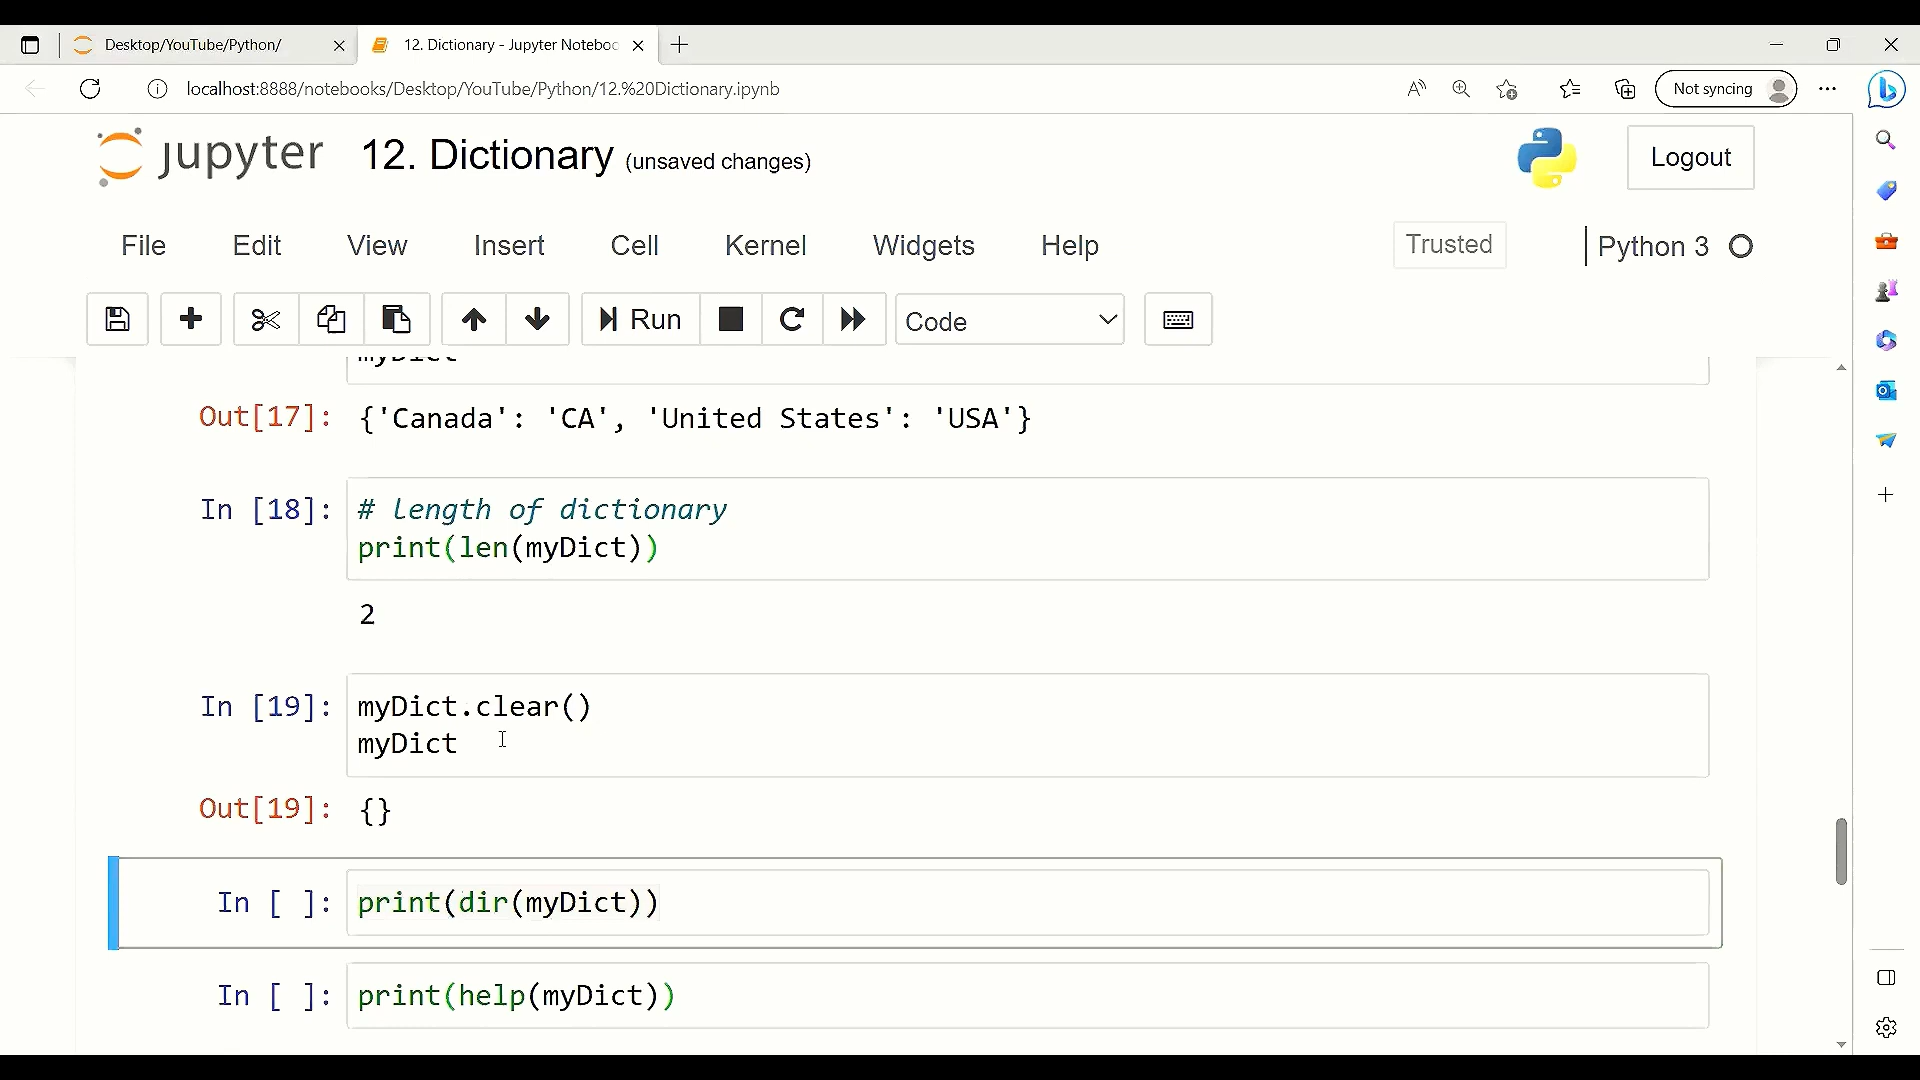 Desktop/YouTube/Python/
12. Dictionary - Jupyter Noteboo
localhost:8888/notebooks/Desktop/YouTube/Python/12.%20Dictionary.ipynb
Not syncing
jupyter 12. Dictionary (unsaved changes)
Logout
File Edit View Insert Cell Kernel Widgets Help
Trusted
Python 3
Run
Code
myDict
Out[17]: {'Canada': 'CA', 'United States': 'USA'}
In [18]: # length of dictionary
print(len(myDict))
2
In [19]: myDict.clear()
myDict
Out[19]: {}
In [ ]: print(dir(myDict))
In [ ]: print(help(myDict))